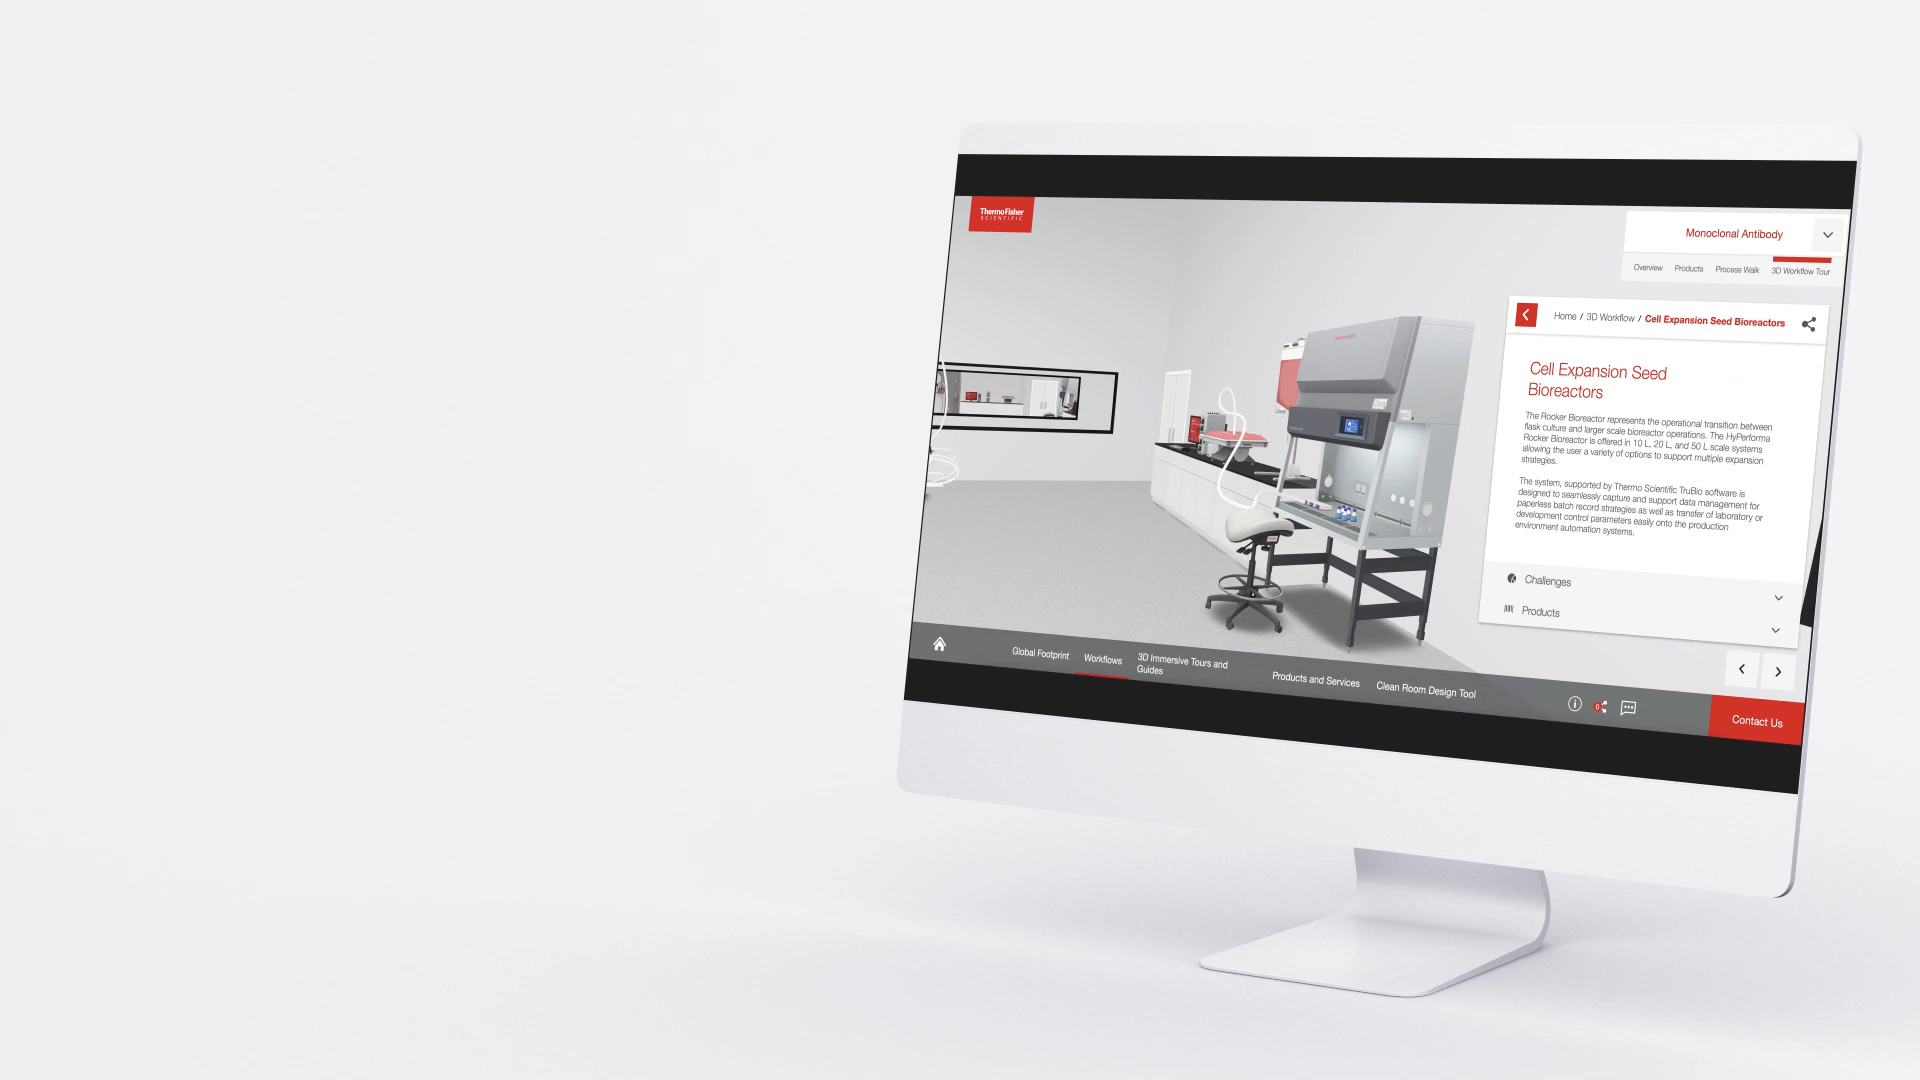 ThermoFisher
SCIENTIFIC
Monoclonal Antibody
Overview Products Process Walk 3D Workflow Tour
Home / 3D Workflow / Cell Expansion Seed Bioreactors
Cell Expansion Seed
Bioreactors
The Rocker Bioreactor represents the operational transition between
flask culture and larger scale bioreactor operations. The HyPerforma
Rocker Bioreactor is offered in 10 L, 20 L, and 50 L scale systems
allowing the user a variety of options to support multiple expansion
strategies.
The system, supported by Thermo Scientific TruBio software is
designed to seamlessly capture and support data management for
paperless batch record strategies as well as transfer of laboratory or
development control parameters easily onto the production
environment automation systems.
Challenges
Products
Global Footprint Workflows 3D Immersive Tours and
Guides
Products and Services Clean Room Design Tool
0
Contact Us